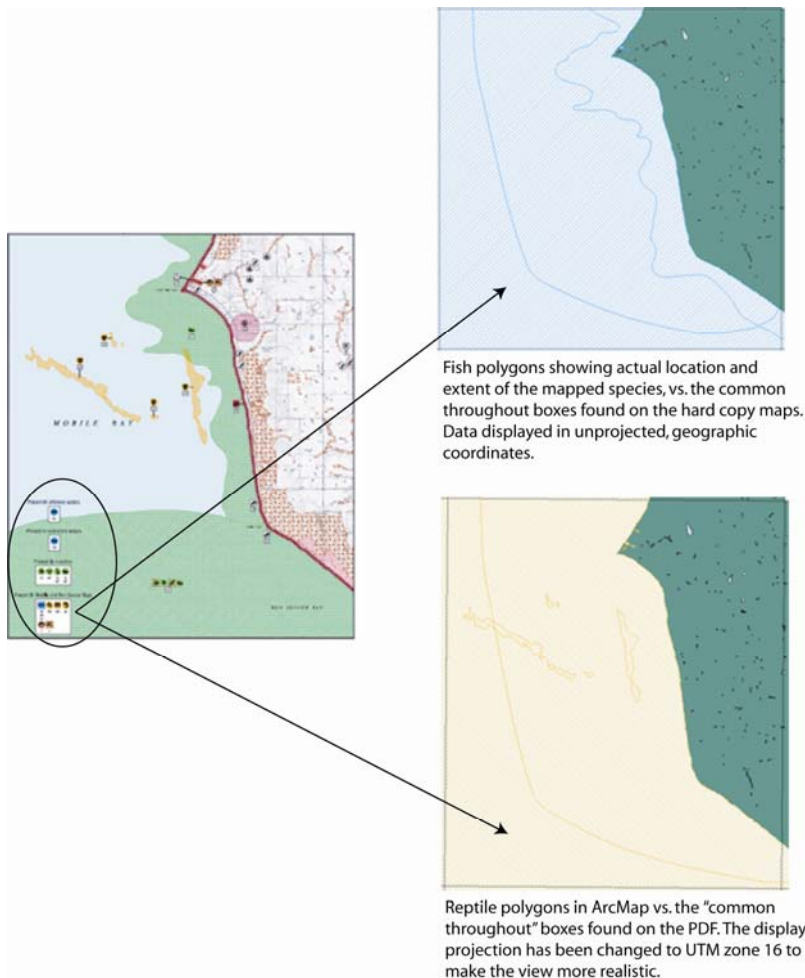 Fish polygons showing actual location and
extent of the mapped species, vs. the common
throughout boxes found on the hard copy maps.
Data displayed in unprojected, geographic
coordinates.
MOBILE BAY
BON SECOUR BAY
Reptile polygons in ArcMap vs. the "common
throughout" boxes found on the PDF. The display
projection has been changed to UTM zone 16 to
make the view more realistic.